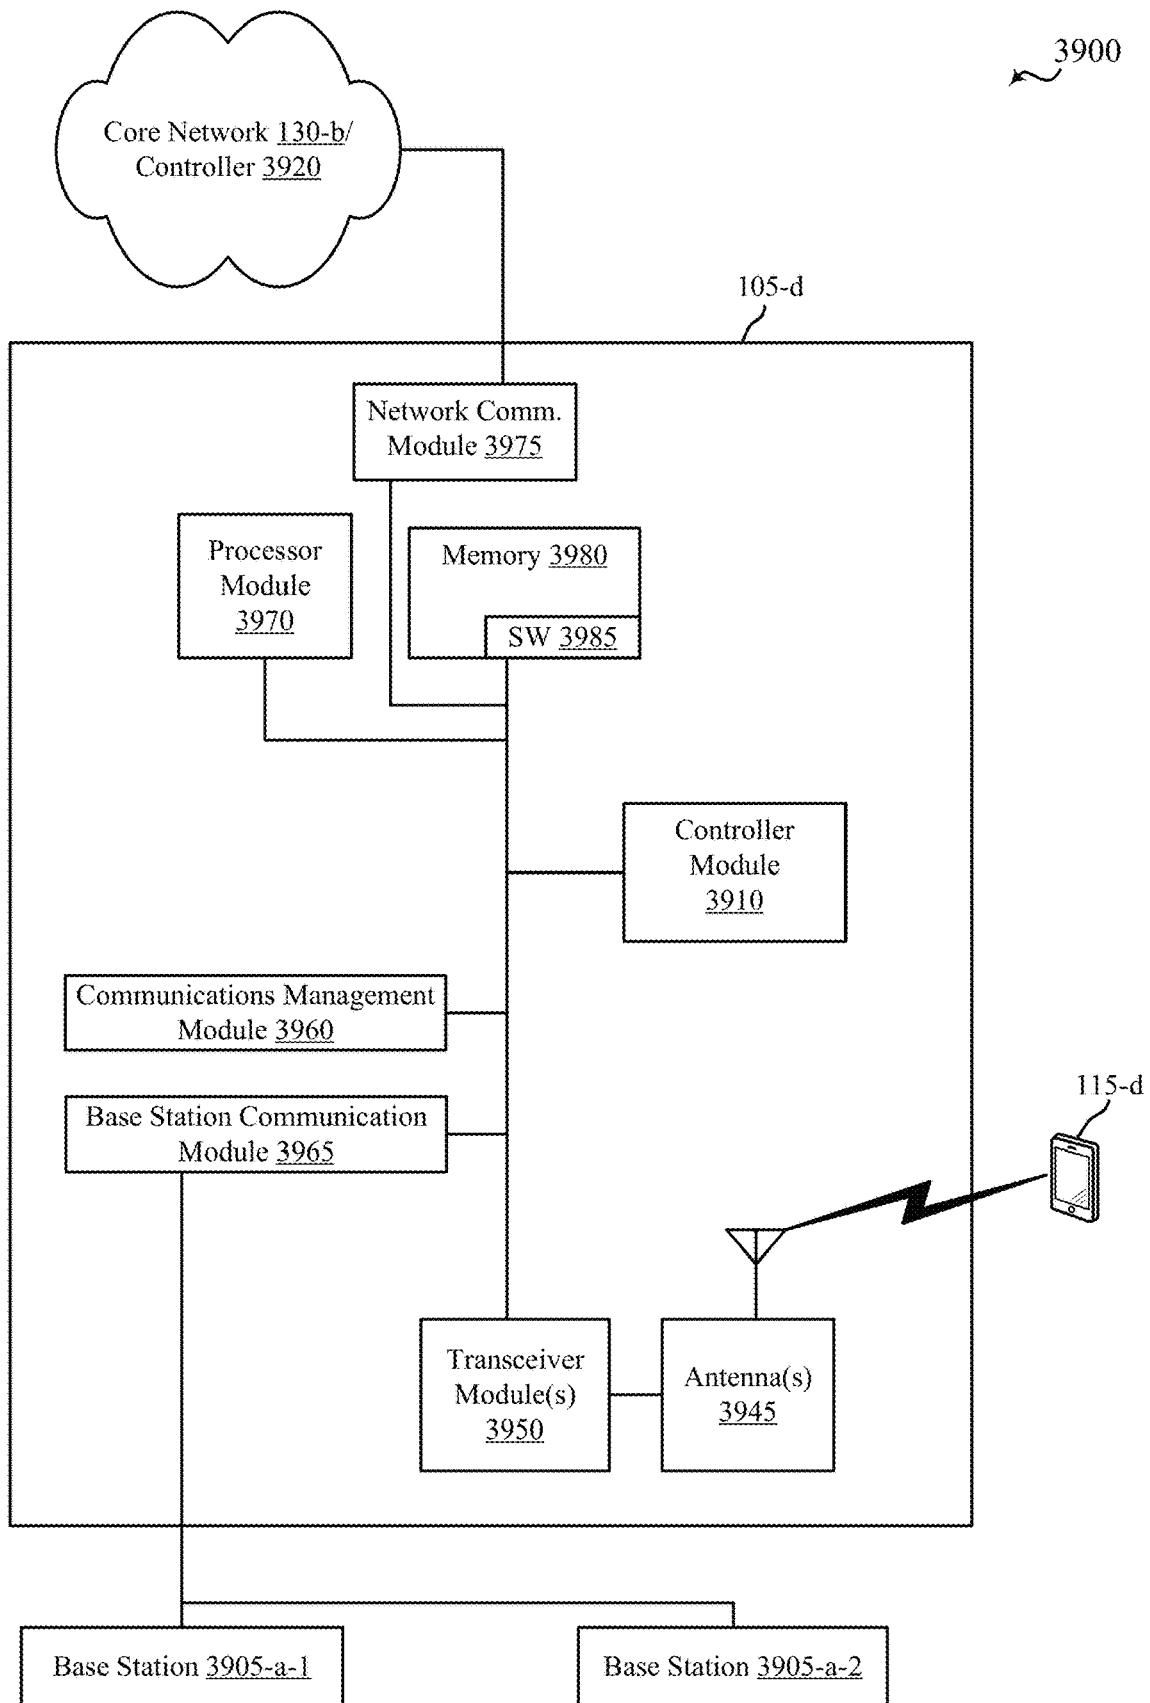 3900
Core Network 130-b/
Controller 3920
105-d
Network Comm.
Module 3975
Processor
Module
3970
Memory 3980
SW 3985
Controller
Module
3910
Communications Management
Module 3960
Base Station Communication
Module 3965
115-d
Transceiver
Module(s)
3950
Antenna(s)
3945
Base Station 3905-a-1
Base Station 3905-a-2